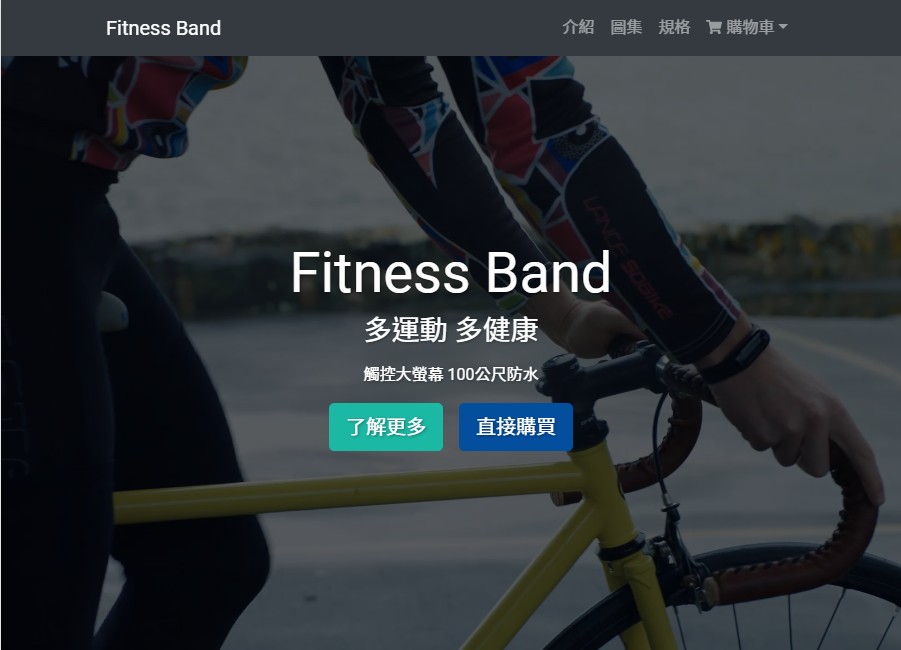 Fitness Band
介紹 圖集 規格 購物車
Fitness Band
多運動 多健康
觸控大螢幕 100公尺防水
了解更多 直接購買